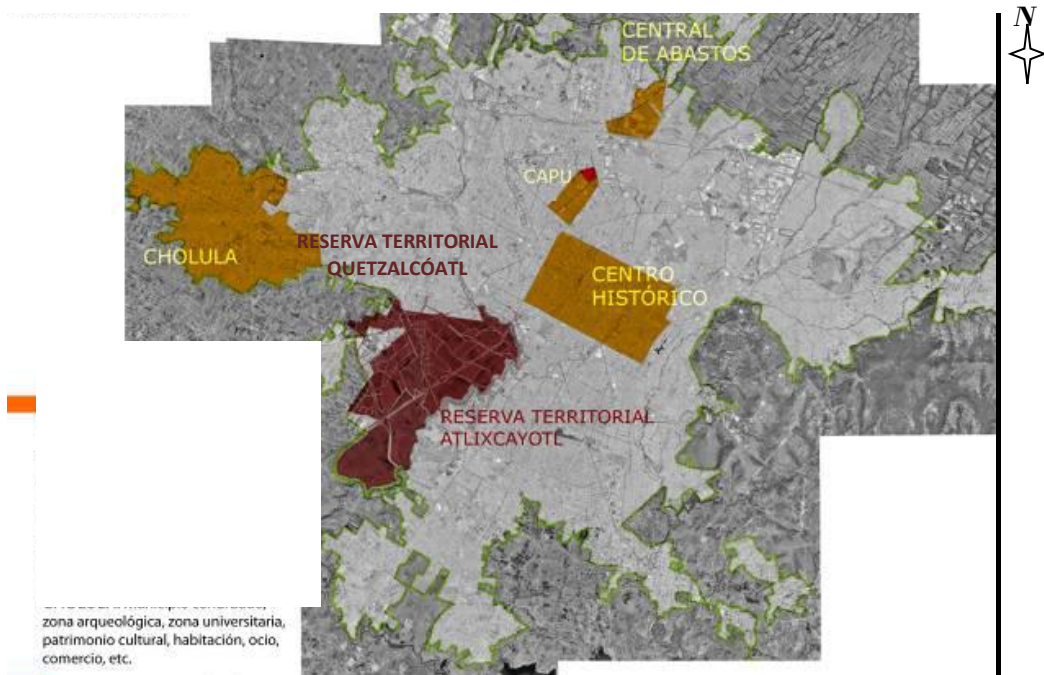 N
CENTRAL
DE ABASTOS
CAPU
RESERVA TERRITORIAL
QUETZALCÓATL
CHOLULA
CENTRO
HISTÓRICO
RESERVA TERRITORIAL
ATLIXCAYOTL
zona arqueológica, zona universitaria,
patrimonio cultural, habitación, ocio,
comercio, etc.